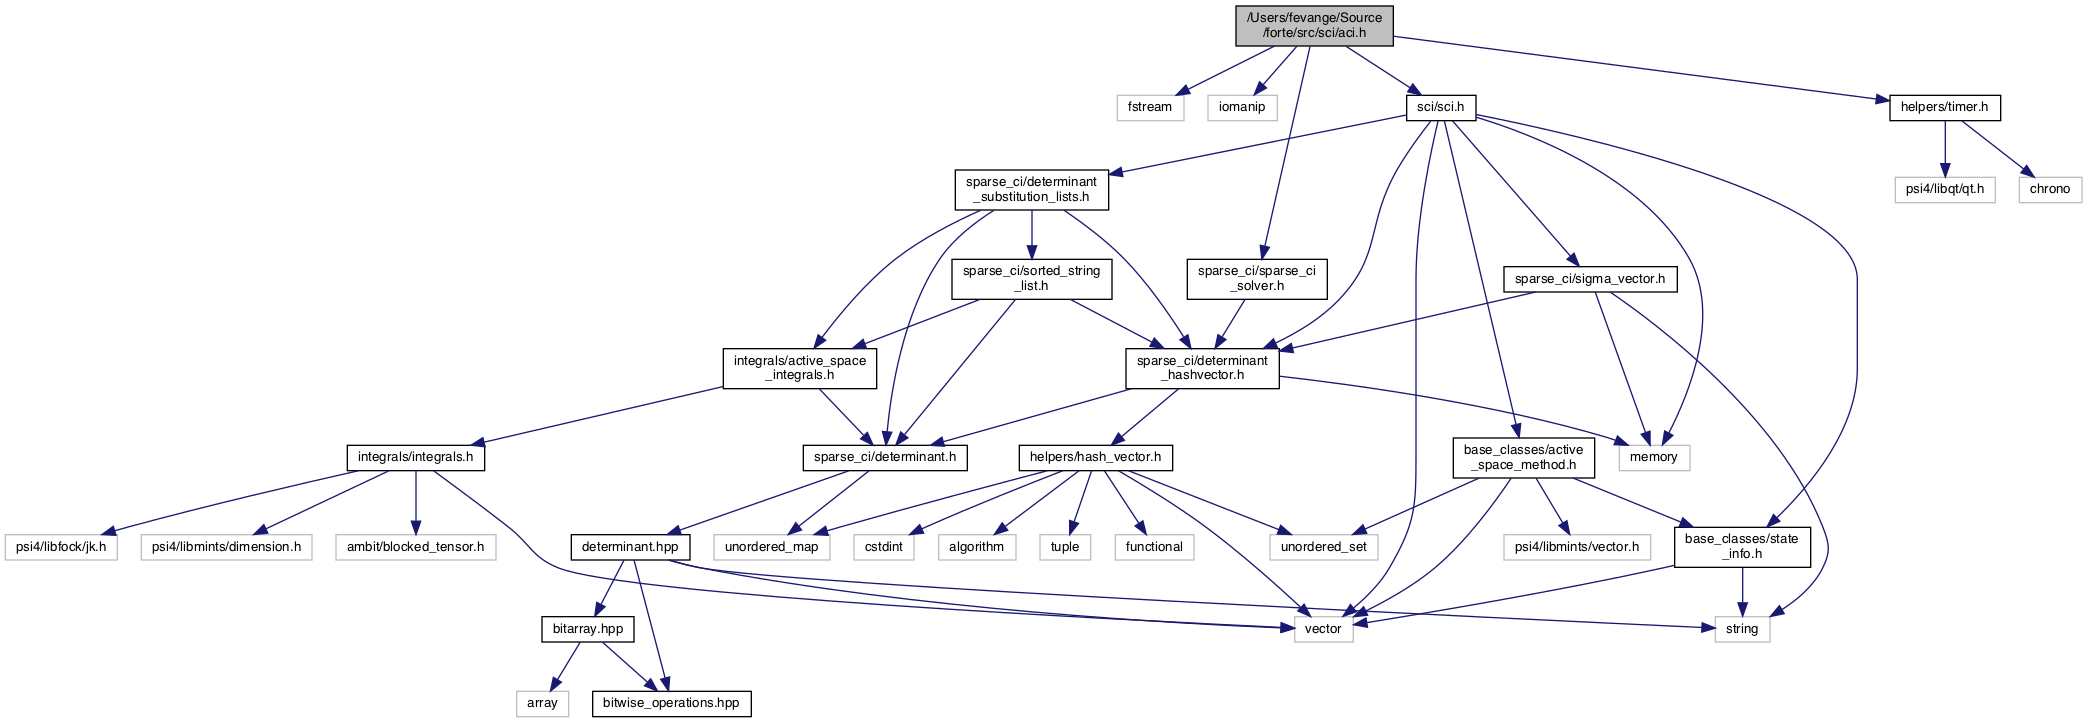 /Users/fevange/Source
/forte/src/sci/aci.h
fstream
iomanip
sci/sci.h
helpers/timer.h
sparse_ci/determinant
_substitution_lists.h
psi4/libqt/qt.h
chrono
sparse_ci/sorted_string
_list.h
sparse_ci/sparse_ci
_solver.h
sparse_ci/sigma_vector.h
integrals/active_space
_integrals.h
sparse_ci/determinant
_hashvector.h
integrals/integrals.h
sparse_ci/determinant.h
helpers/hash_vector.h
base_classes/active
_space_method.h
memory
psi4/libfock/jk.h
psi4/libmints/dimension.h
ambit/blocked_tensor.h
determinant.hpp
unordered_map
cstdint
algorithm
tuple
functional
unordered_set
psi4/libmints/vector.h
base_classes/state
_info.h
bitarray.hpp
vector
string
array
bitwise_operations.hpp